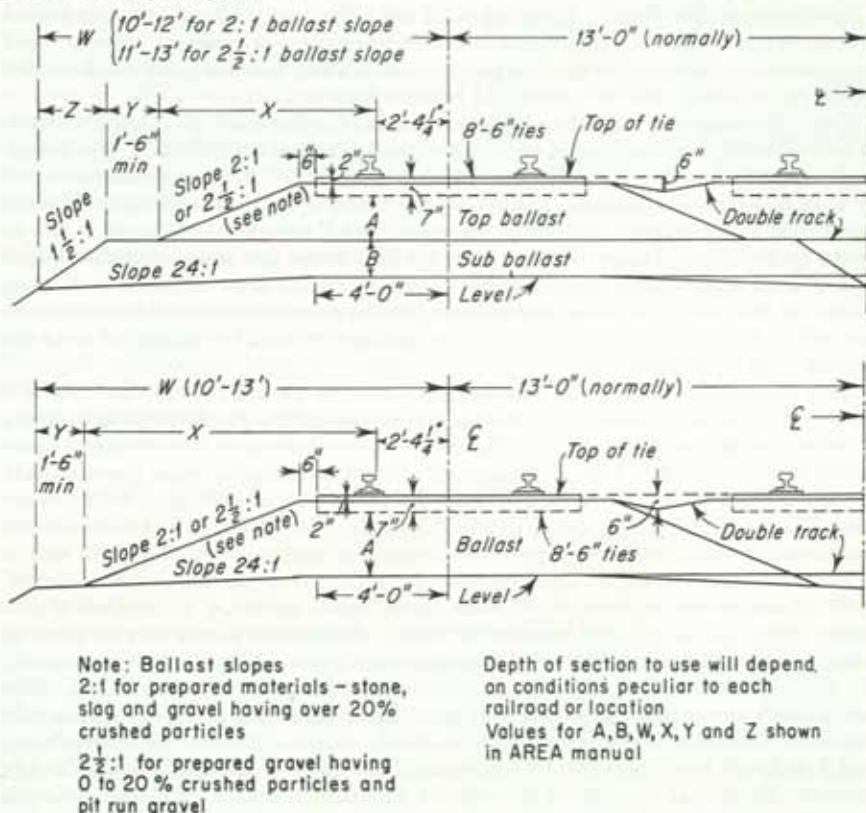 W {10'-12' for 2:1 ballast slope
11'-13' for 2½:1 ballast slope
13'-0" (normally)
Z
Y
X
2'-4¼"
℄
1'-6"
min
6"
2"
8'-6" ties
Top of tie
6"
Slope
1½:1
Slope 2:1
or 2½:1
(see note)
7"
A
Top ballast
Double track
B
Sub ballast
Slope 24:1
4'-0"
Level
W (10'-13')
13'-0" (normally)
Y
X
2'-4¼"
℄
℄
1'-6"
min
6"
Top of tie
Slope 2:1 or 2½:1
(see note)
2"
7"
A
Ballast
6"
8'-6" ties
Double track
Slope 24:1
4'-0"
Level
Note: Ballast slopes
2:1 for prepared materials – stone,
slag and gravel having over 20%
crushed particles
2½:1 for prepared gravel having
0 to 20% crushed particles and
pit run gravel
Depth of section to use will depend
on conditions peculiar to each
railroad or location
Values for A, B, W, X, Y and Z shown
in AREA manual